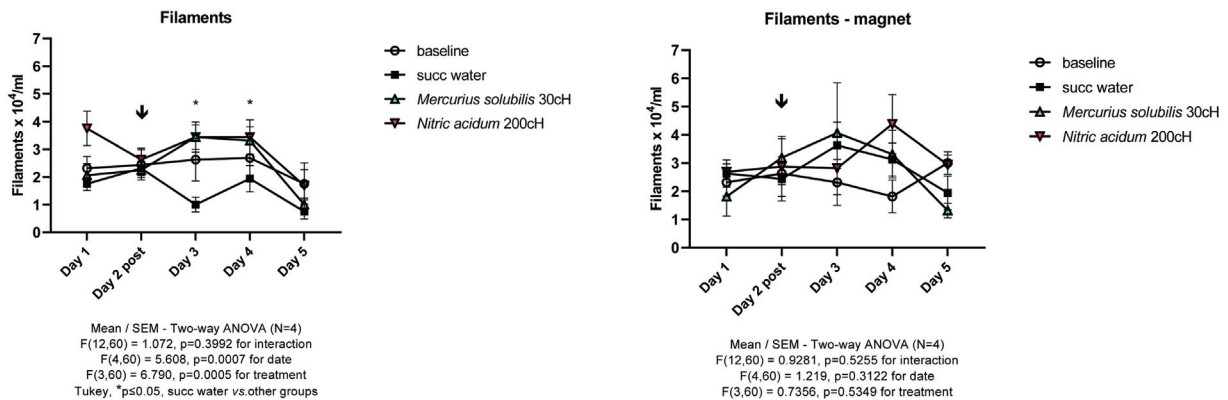 Filaments
7
6
5
4
3
2
1
0
Filaments x 10⁴/ml
* *
Day 1
Day 2 post
Day 3
Day 4
Day 5
baseline
succ water
Mercurius solubilis 30cH
Nitric acidum 200cH
Mean / SEM - Two-way ANOVA (N=4)
F(12,60) = 1.072, p=0.3992 for interaction
F(4,60) = 5.608, p=0.0007 for date
F(3,60) = 6.790, p=0.0005 for treatment
Tukey, *p≤0.05, succ water vs.other groups
Filaments - magnet
7
6
5
4
3
2
1
0
Filaments x 10⁴/ml
Day 1
Day 2 post
Day 3
Day 4
Day 5
baseline
succ water
Mercurius solubilis 30cH
Nitric acidum 200cH
Mean / SEM - Two-way ANOVA (N=4)
F(12,60) = 0.9281, p=0.5255 for interaction
F(4,60) = 1.219, p=0.3122 for date
F(3,60) = 0.7356, p=0.5349 for treatment